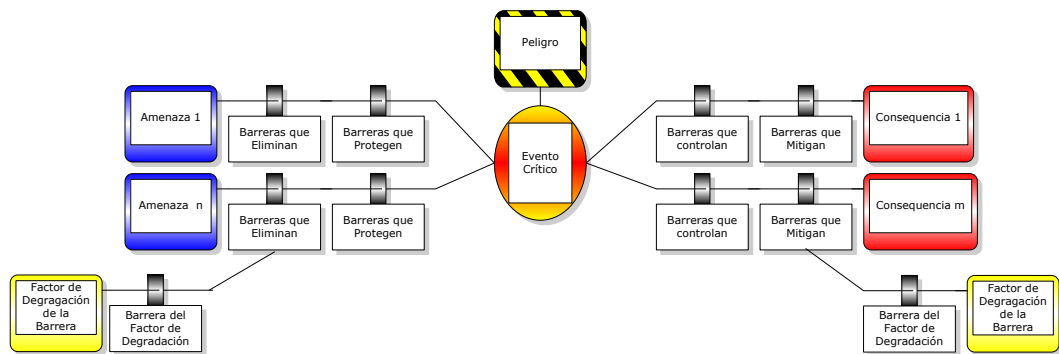 Peligro
Amenaza 1
Barreras que
Eliminan
Barreras que
Protegen
Evento
Crítico
Barreras que
controlan
Barreras que
Mitigan
Consequencia 1
Amenaza n
Barreras que
Eliminan
Barreras que
Protegen
Barreras que
controlan
Barreras que
Mitigan
Consequencia m
Factor de
Degragación
de la
Barrera
Barrera del
Factor de
Degradación
Barrera del
Factor de
Degradación
Factor de
Degragación
de la
Barrera